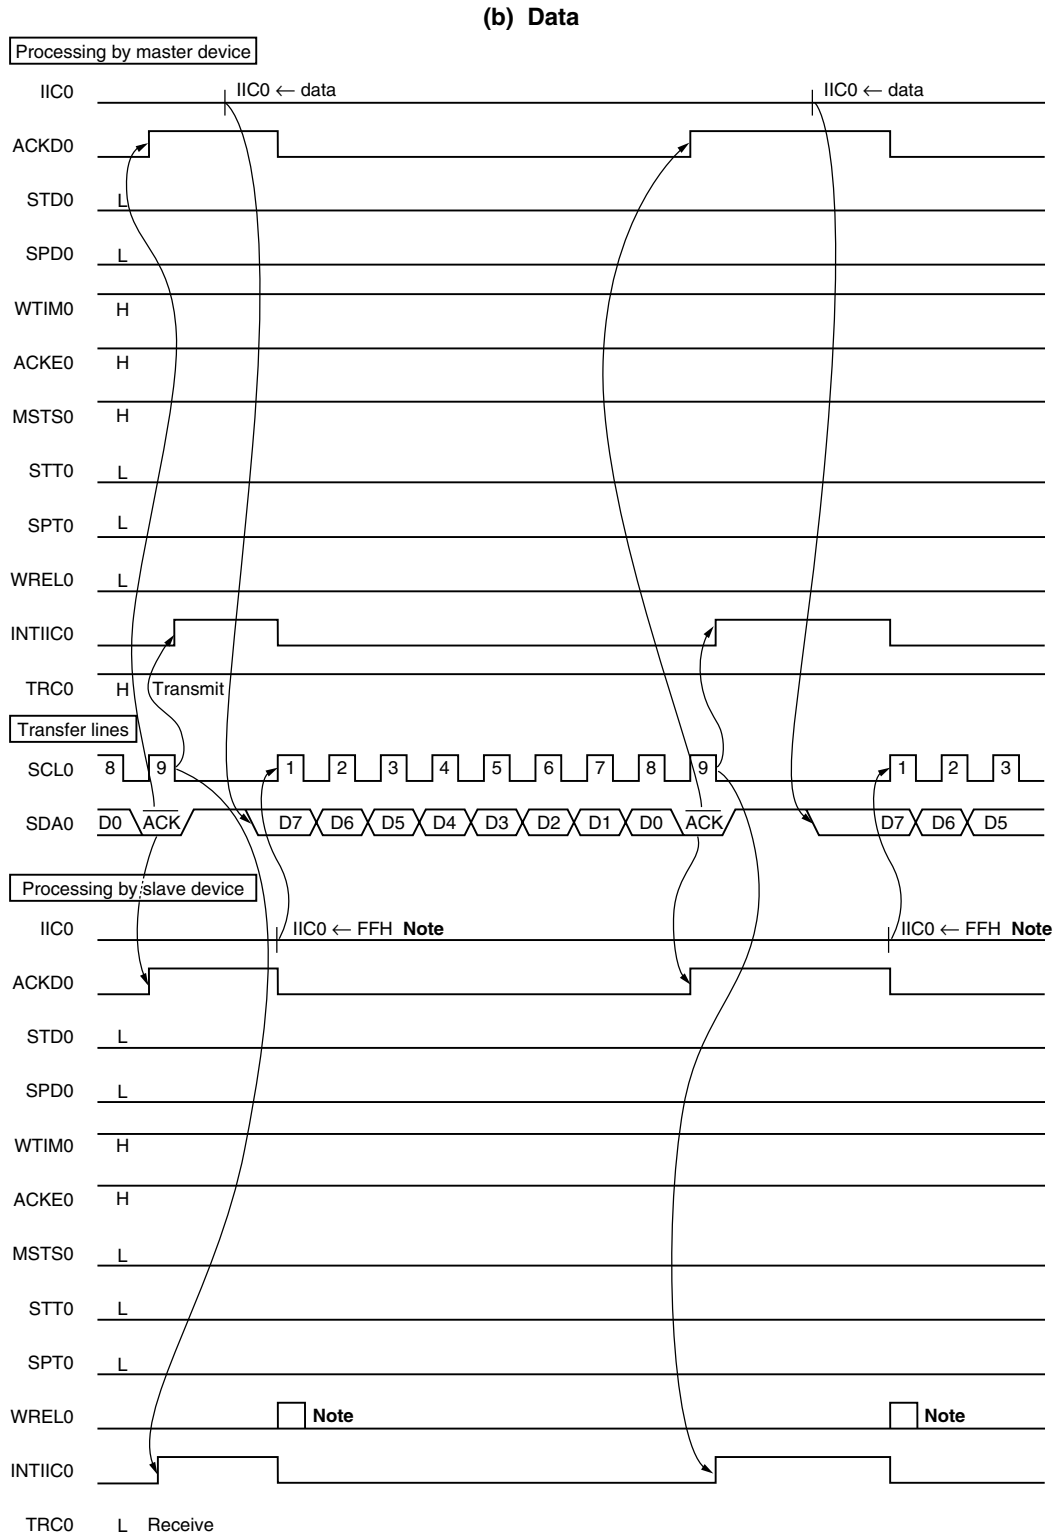 (b) Data
Processing by master device
IIC0 IIC0 ← data IIC0 ← data
ACKD0
STD0 L
SPD0 L
WTIM0 H
ACKE0 H
MSTS0 H
STT0 L
SPT0 L
WREL0 L
INTIIC0
TRC0 H Transmit
Transfer lines
SCL0 8 9 1 2 3 4 5 6 7 8 9 1 2 3
SDA0 D0 ACK D7 D6 D5 D4 D3 D2 D1 D0 ACK D7 D6 D5
Processing by slave device
IIC0 IIC0 ← FFH Note IIC0 ← FFH Note
ACKD0
STD0 L
SPD0 L
WTIM0 H
ACKE0 H
MSTS0 L
STT0 L
SPT0 L
WREL0 Note Note
INTIIC0
TRC0 L Receive